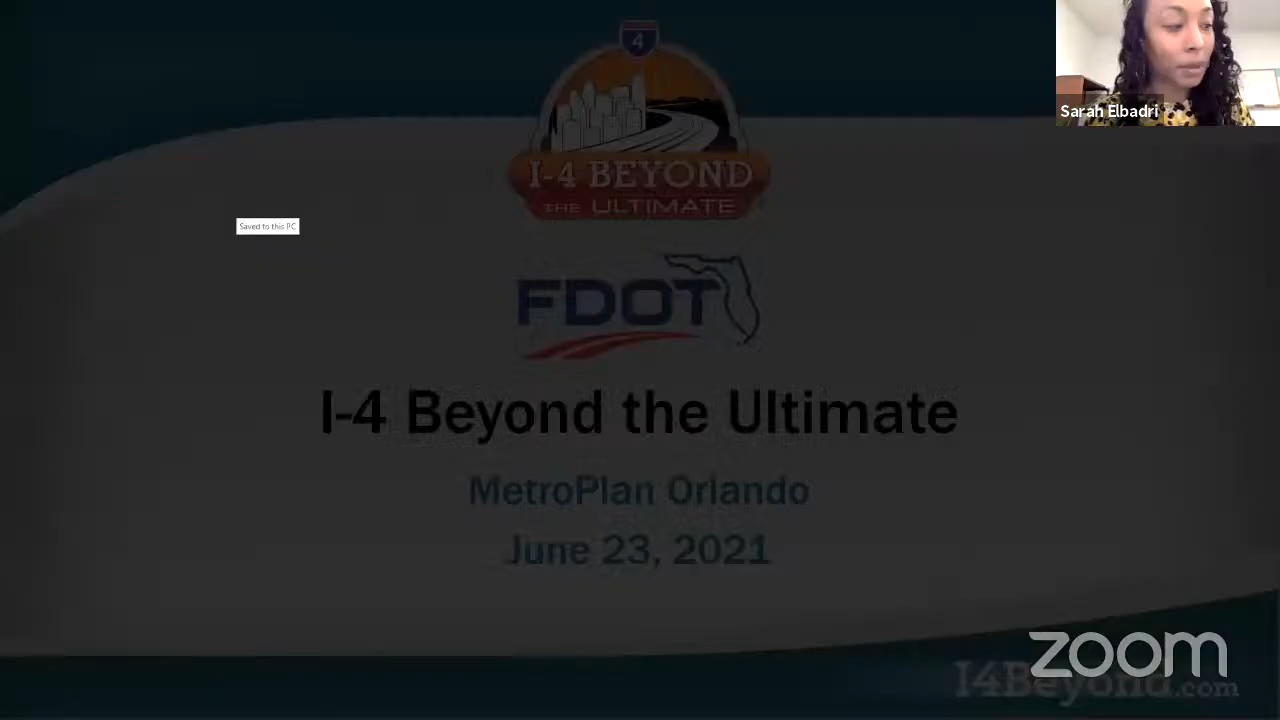 4
I-4 BEYOND
THE ULTIMATE
Sarah Elbadri
Saved to this PC
FDOT
I-4 Beyond the Ultimate
MetroPlan Orlando
June 23, 2021
zoom
I4Beyond.com